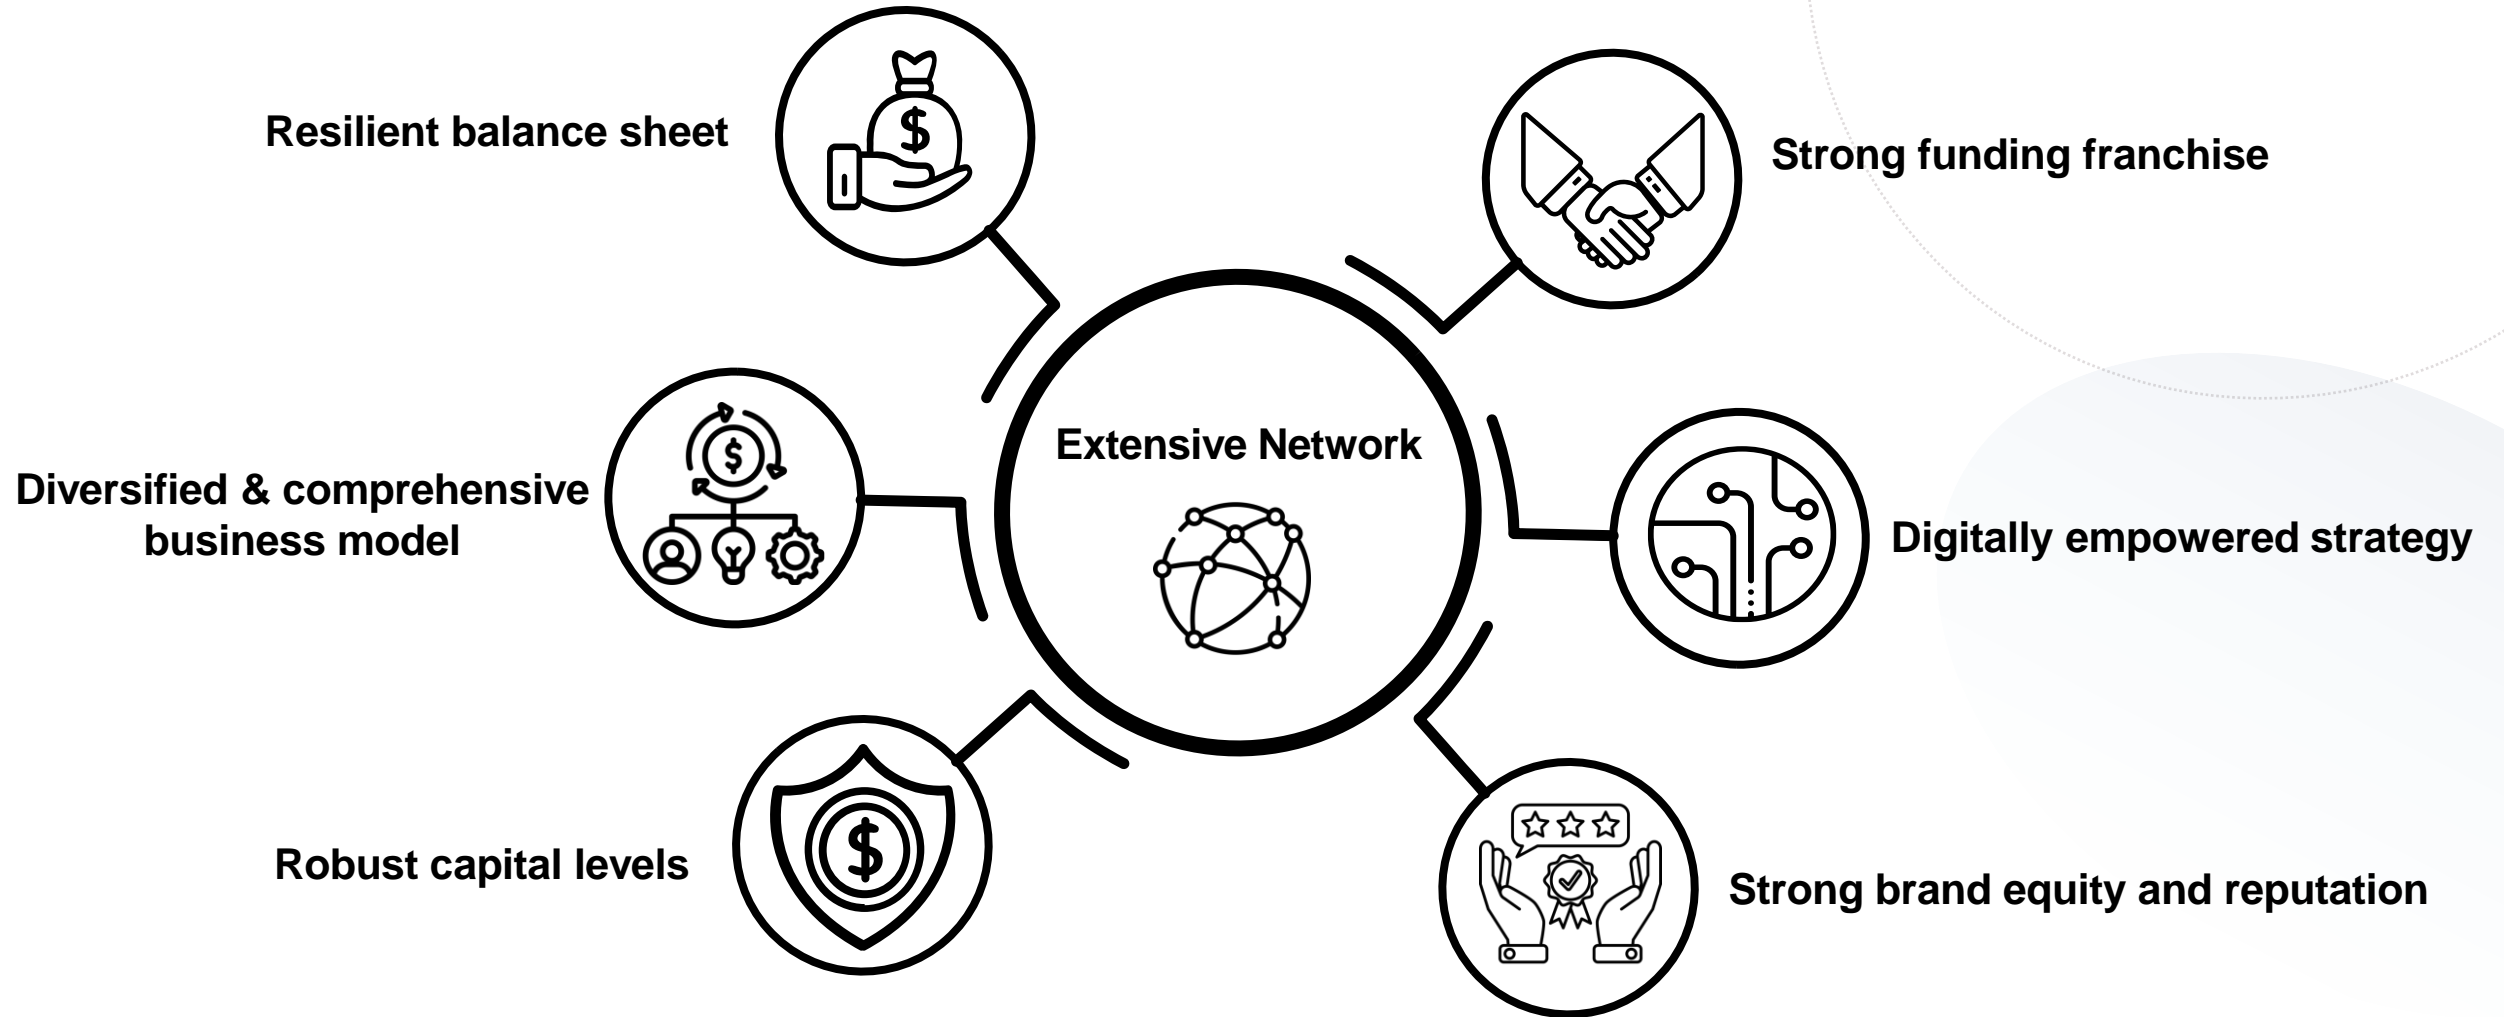 Resilient balance sheet
Strong funding franchise
Extensive Network
Diversified & comprehensive
business model
Digitally empowered strategy
Robust capital levels
Strong brand equity and reputation